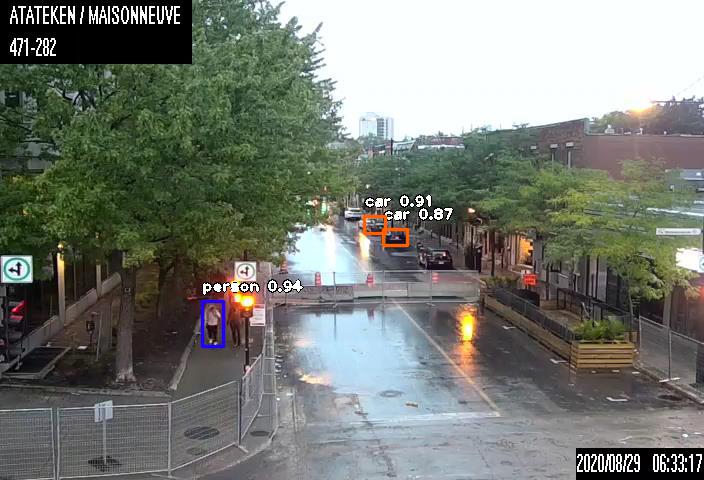 ATATEKEN / MAISONNEUVE
471-282
car 0.91
car 0.87
person 0.94
2020/08/29 06:33:17